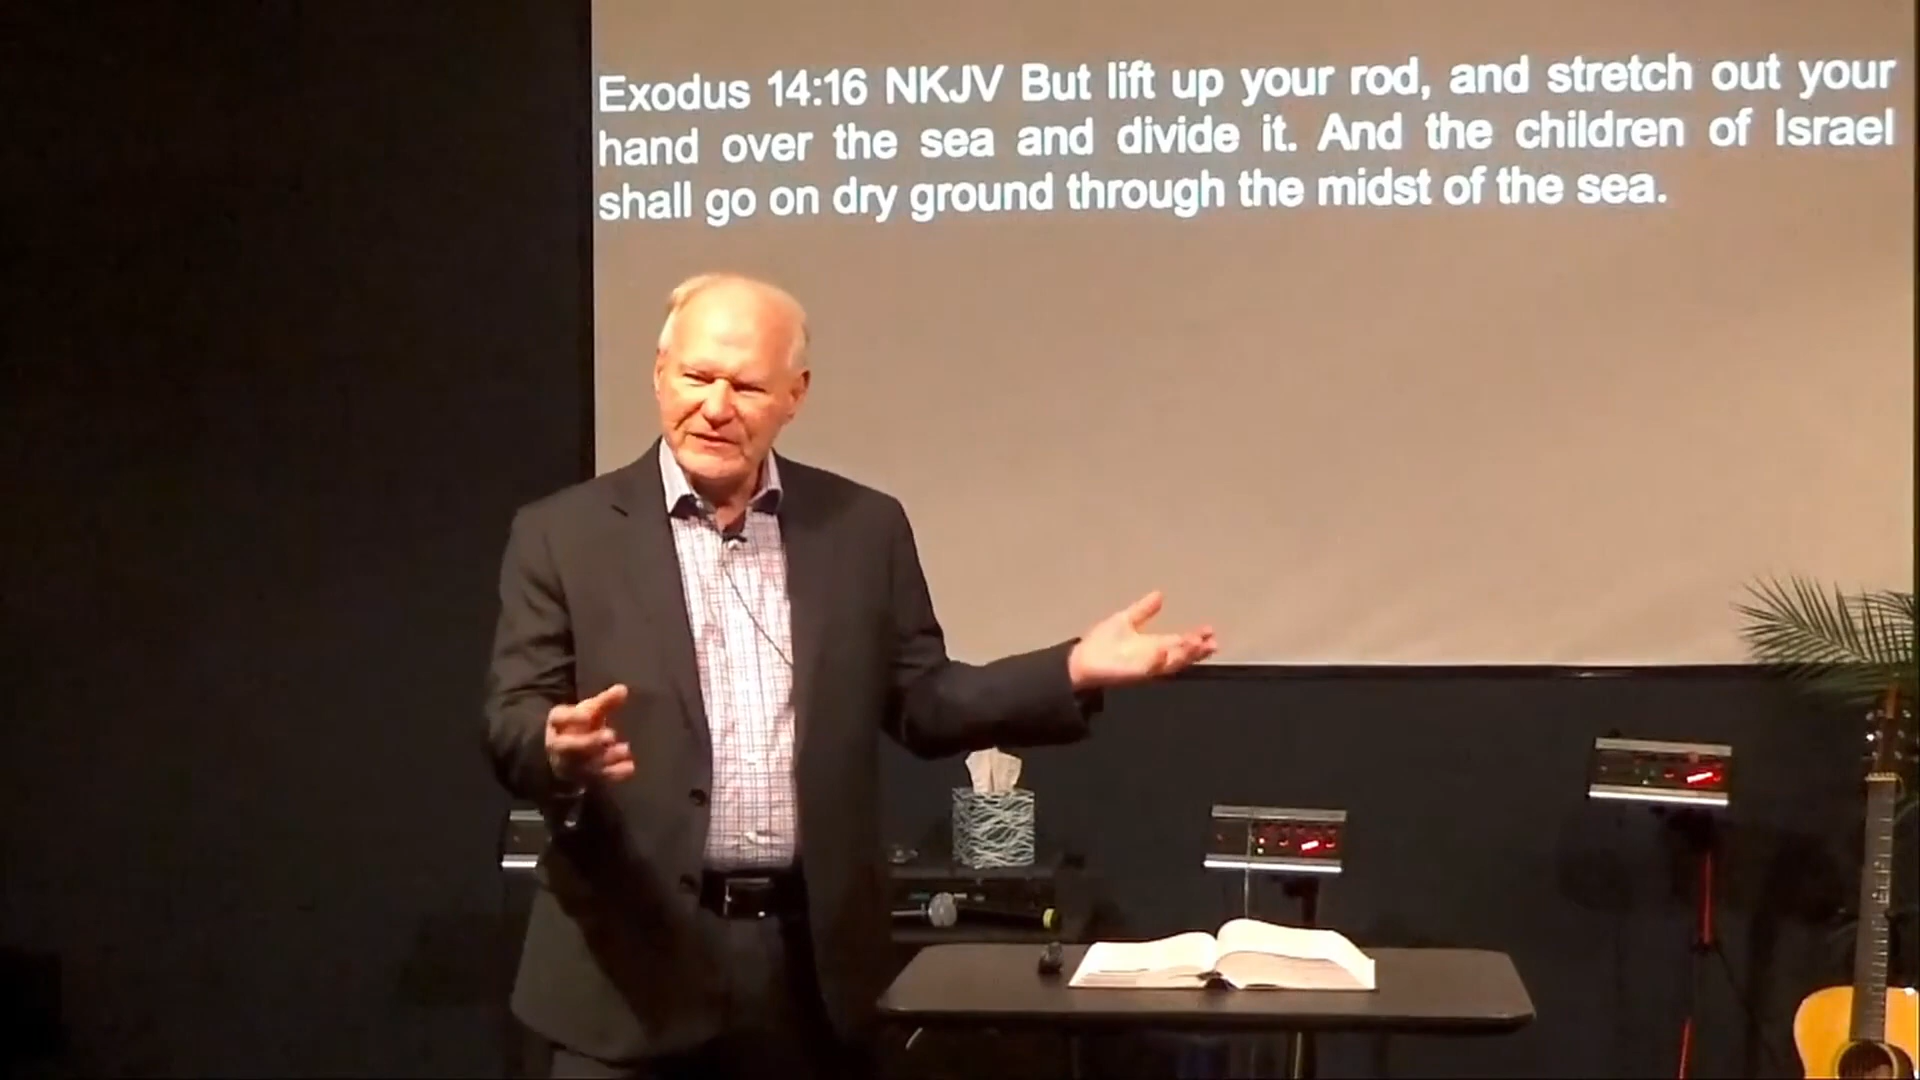 Exodus 14:16 NKJV But lift up your rod, and stretch out your
hand over the sea and divide it. And the children of Israel
shall go on dry ground through the midst of the sea.